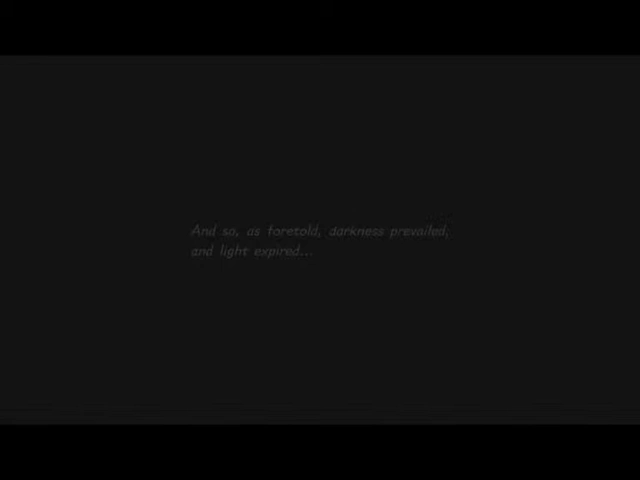 And so, as foretold, darkness prevailed,
and light expired...